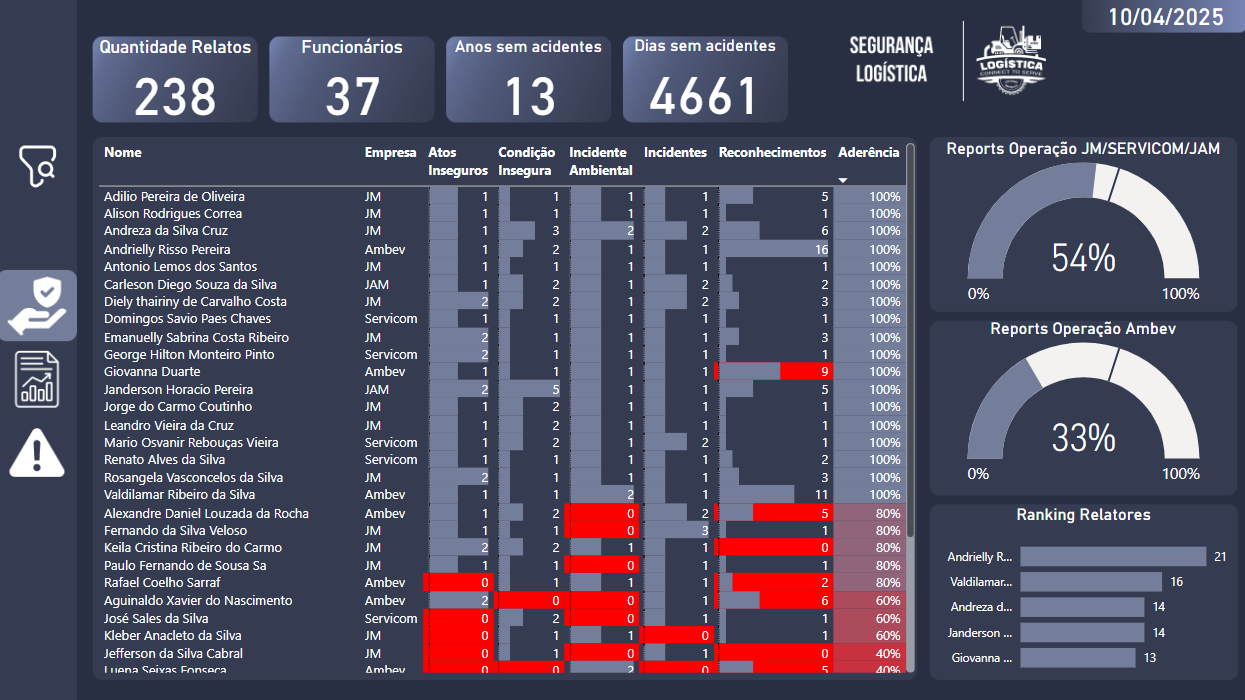 10/04/2025
Quantidade Relatos
238
Funcionários
37
Anos sem acidentes
13
Dias sem acidentes
4661
SEGURANÇA
LOGÍSTICA
LOGÍSTICA
CONNECT TO SERVE
Nome Empresa Atos Inseguros Condição Insegura Incidente Ambiental Incidentes Reconhecimentos Aderência
Adilio Pereira de Oliveira JM 1 1 1 1 5 100%
Alison Rodrigues Correa JM 1 1 1 1 1 100%
Andreza da Silva Cruz JM 1 3 2 2 6 100%
Andrielly Risso Pereira Ambev 1 2 1 1 16 100%
Antonio Lemos dos Santos JM 1 1 1 1 1 100%
Carleson Diego Souza da Silva JAM 1 2 1 2 2 100%
Diely thairiny de Carvalho Costa JM 2 2 1 2 3 100%
Domingos Savio Paes Chaves Servicom 1 1 1 1 1 100%
Emanuelly Sabrina Costa Ribeiro JM 2 1 1 1 3 100%
George Hilton Monteiro Pinto Servicom 2 1 1 1 1 100%
Giovanna Duarte Ambev 1 1 1 1 9 100%
Janderson Horacio Pereira JAM 2 5 1 1 5 100%
Jorge do Carmo Coutinho JM 1 2 1 1 1 100%
Leandro Vieira da Cruz JM 1 2 1 1 1 100%
Mario Osvanir Rebouças Vieira Servicom 1 2 1 2 1 100%
Renato Alves da Silva Servicom 1 1 1 1 2 100%
Rosangela Vasconcelos da Silva JM 2 1 1 1 3 100%
Valdilamar Ribeiro da Silva Ambev 1 1 2 1 11 100%
Alexandre Daniel Louzada da Rocha Ambev 1 2 0 2 5 80%
Fernando da Silva Veloso JM 1 1 0 3 1 80%
Keila Cristina Ribeiro do Carmo JM 2 2 1 1 0 80%
Paulo Fernando de Sousa Sa JM 1 1 0 1 1 80%
Rafael Coelho Sarraf Ambev 0 1 1 1 2 80%
Aguinaldo Xavier do Nascimento Ambev 2 0 0 1 6 60%
José Sales da Silva Servicom 0 2 0 1 1 60%
Kleber Anacleto da Silva JM 0 1 1 0 1 60%
Jefferson da Silva Cabral JM 0 1 0 1 0 40%
Luena Seixas Fonseca Ambev 0 0 2 0 5 40%
Reports Operação JM/SERVICOM/JAM
54%
0% 100%
Reports Operação Ambev
33%
0% 100%
Ranking Relatores
Andrielly R... 21
Valdilamar... 16
Andreza d... 14
Janderson ... 14
Giovanna ... 13